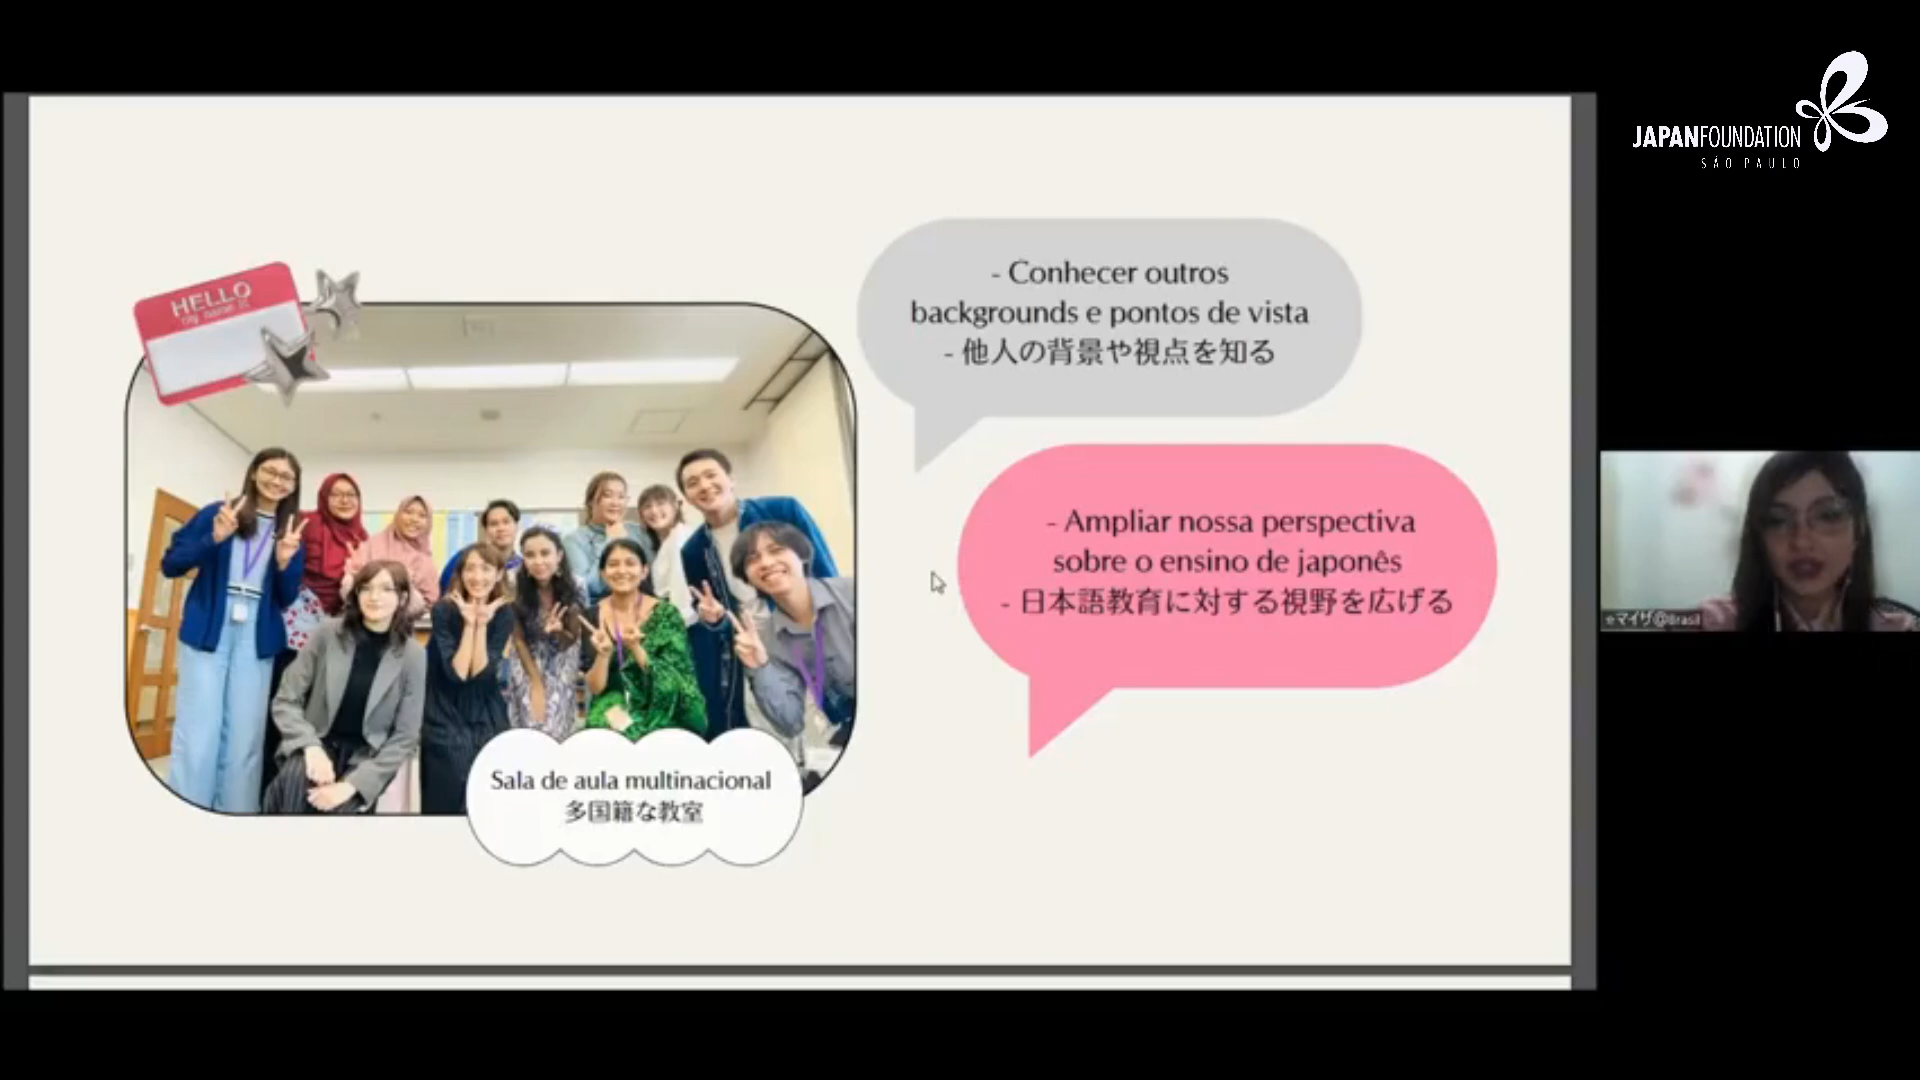 JAPANFOUNDATION
SÃO PAULO
HELLO
my name is
- Conhecer outros
backgrounds e pontos de vista
- 他人の背景や視点を知る
- Ampliar nossa perspectiva
sobre o ensino de japonês
- 日本語教育に対する視野を広げる
Sala de aula multinacional
多国籍な教室
マイザ@Brasil